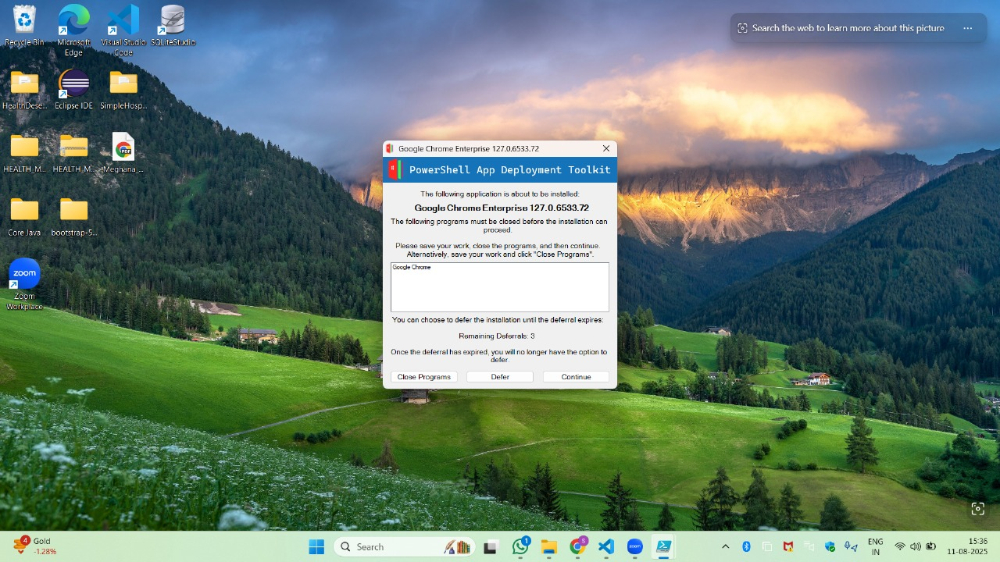 Recycle Bin
Microsoft Edge
Visual Studio Code
SQLiteStudio
Search the web to learn more about this picture
HealthDese...
Eclipse IDE
SimpleHosp...
HEALTH_M...
HEALTH_M...
PDF
Meghana_...
Core Java
bootstrap-5...
zoom
Zoom Workplace
Google Chrome Enterprise 127.0.6533.72
PowerShell App Deployment Toolkit
The following application is about to be installed:
Google Chrome Enterprise 127.0.6533.72
The following programs must be closed before the installation can
proceed.
Please save your work, close the programs, and then continue.
Alternatively, save your work and click "Close Programs".
Google Chrome
You can choose to defer the installation until the deferral expires:
Remaining Deferrals: 3
Once the deferral has expired, you will no longer have the option to
defer.
Close Programs
Defer
Continue
4
Gold
-1.28%
Search
1
S
zoom
ENG
IN
15:36
11-08-2025